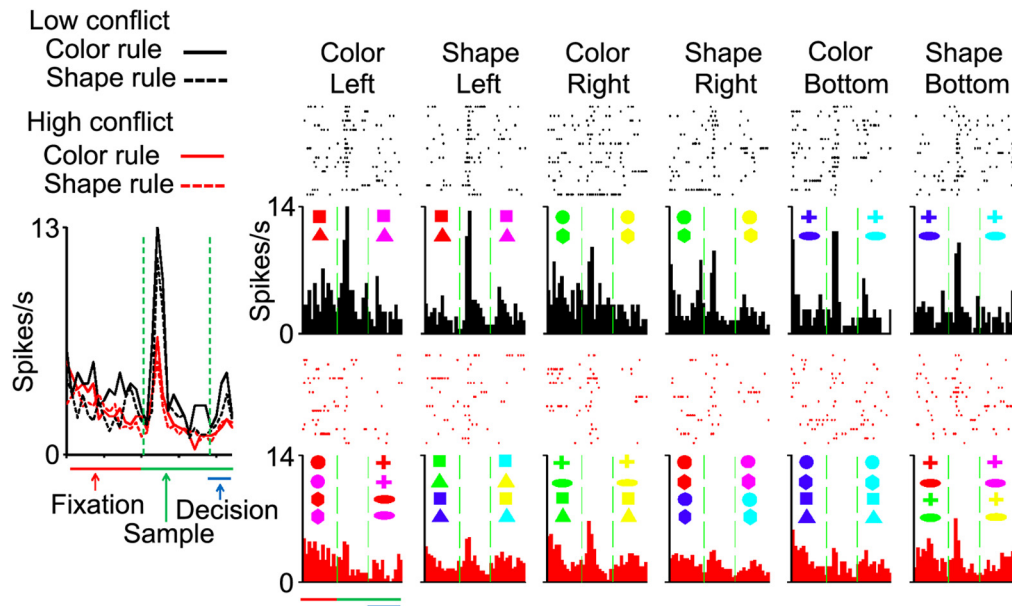 Low conflict
Color rule
Shape rule
High conflict
Color rule
Shape rule
13
Spikes/s
0
Fixation
Sample
Decision
Color Left
Shape Left
Color Right
Shape Right
Color Bottom
Shape Bottom
14
Spikes/s
0
14
0